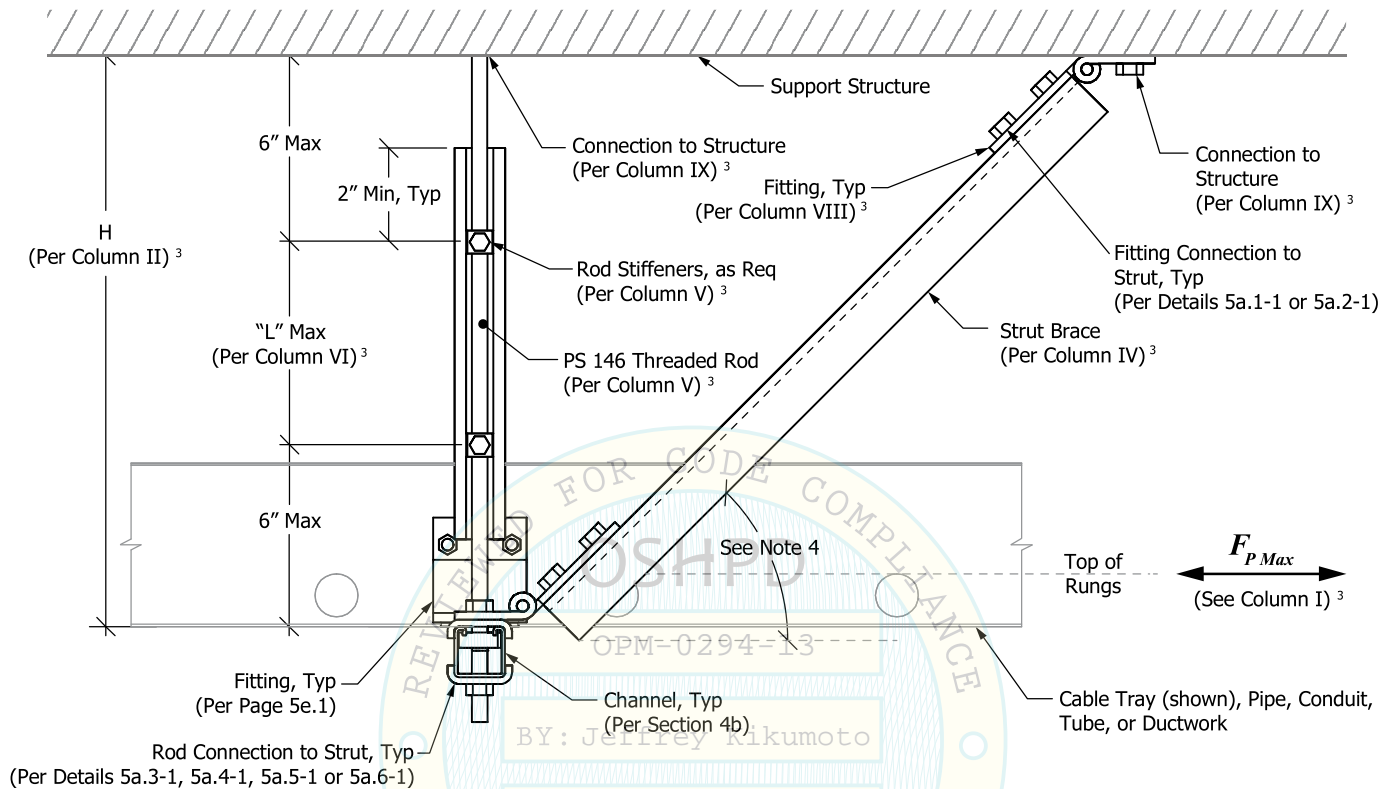 Support Structure
6” Max
Connection to Structure
(Per Column IX) 3
2” Min, Typ
Fitting, Typ
(Per Column VIII) 3
Connection to
Structure
(Per Column IX) 3
H
(Per Column II) 3
Rod Stiffeners, as Req
(Per Column V) 3
Fitting Connection to
Strut, Typ
(Per Details 5a.1-1 or 5a.2-1)
“L” Max
(Per Column VI) 3
Strut Brace
(Per Column IV) 3
PS 146 Threaded Rod
(Per Column V) 3
6” Max
See Note 4
Top of
Rungs
F P Max
(See Column I) 3
Fitting, Typ
(Per Page 5e.1)
Channel, Typ
(Per Section 4b)
Cable Tray (shown), Pipe, Conduit,
Tube, or Ductwork
Rod Connection to Strut, Typ
(Per Details 5a.3-1, 5a.4-1, 5a.5-1 or 5a.6-1)
REVIEWED FOR CODE COMPLIANCE
OSHPD
OPM-0294-13
BY: Jeffrey Kikumoto